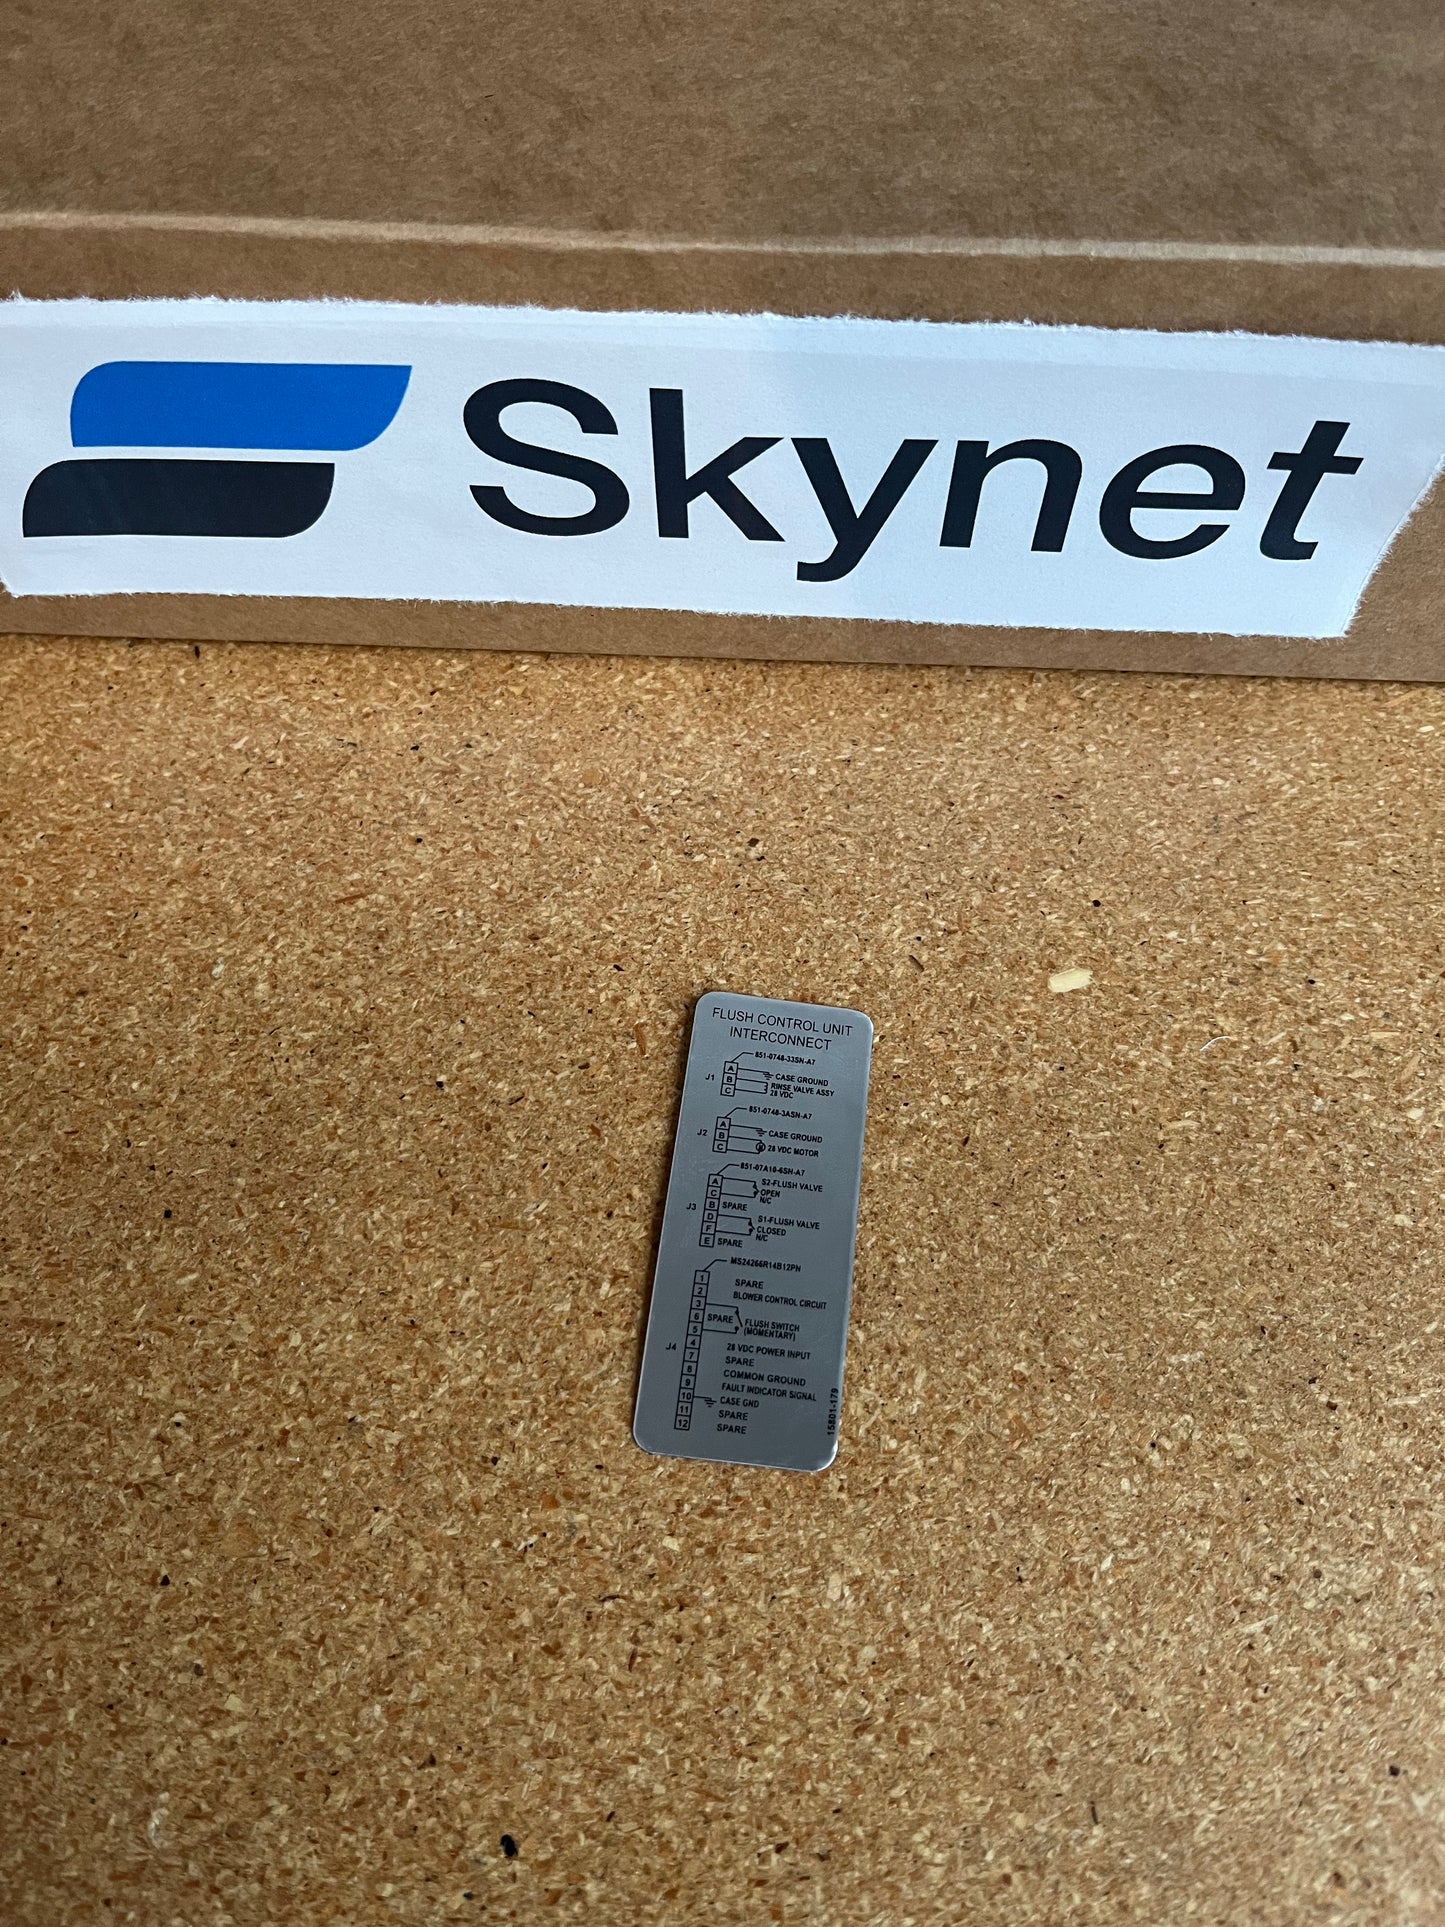 Skynet
FLUSH CONTROL UNIT
INTERCONNECT
851-0748-33SN-A7
J1
A
B
C
CASE GROUND
RINSE VALVE ASSY
28 VDC
851-0748-3ASN-A7
J2
A
B
C
CASE GROUND
M
28 VDC MOTOR
851-07A10-6SN-A7
J3
A
C
B SPARE
D
F
E SPARE
S2-FLUSH VALVE
OPEN
N/C
S1-FLUSH VALVE
CLOSED
N/C
MS24266R14B12PN
J4
1
2
3
6 SPARE
5
4
7
8
9
10
11
12
SPARE
BLOWER CONTROL CIRCUIT
FLUSH SWITCH
(MOMENTARY)
28 VDC POWER INPUT
SPARE
COMMON GROUND
FAULT INDICATOR SIGNAL
CASE GND
SPARE
SPARE
15801-179